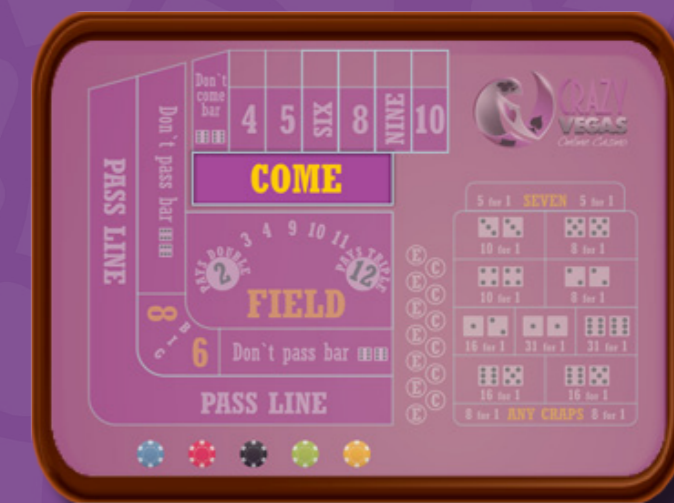 Don't
come
bar
4 5 SIX 8 NINE 10
CRAZY
VEGAS
Online Casino
PASS LINE
Don't pass bar
COME
5 for 1 SEVEN 5 for 1
10 for 1 8 for 1
10 for 1 8 for 1
16 for 1 31 for 1 31 for 1
16 for 1 16 for 1
8 for 1 ANY CRAPS 8 for 1
3 4 9 10 11
PAYS DOUBLE
2
PAYS TRIPLE
12
FIELD
E C
E C
E C
E C
E C
E
8
BIG
6
Don't pass bar
PASS LINE